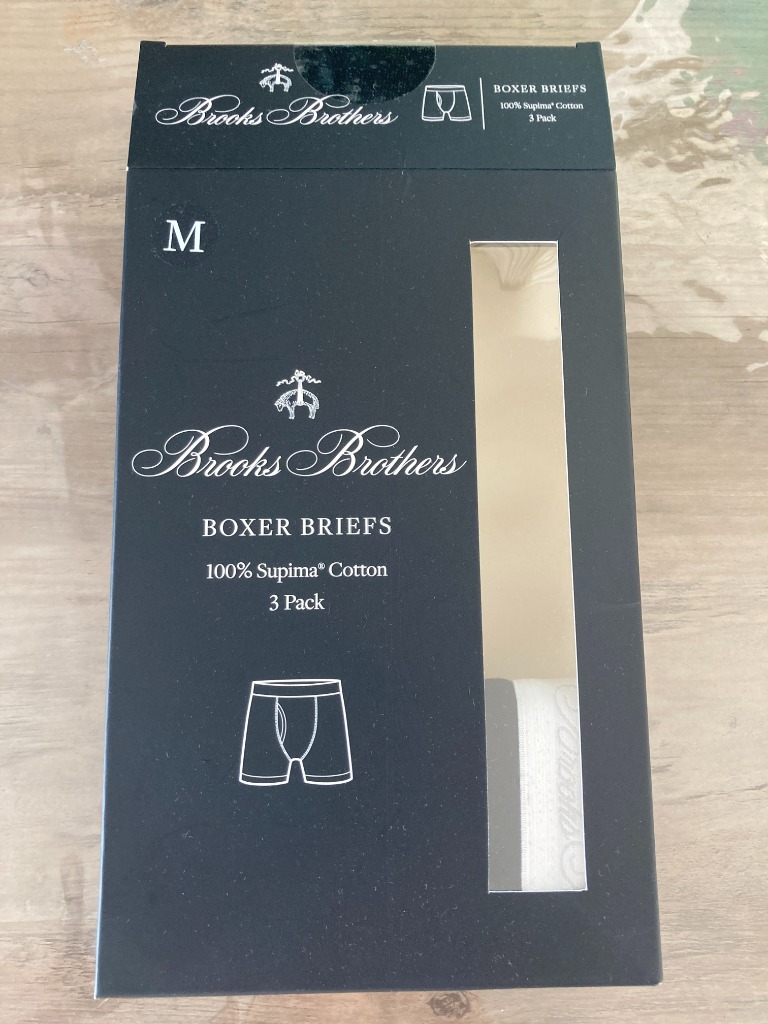 Brooks Brothers
BOXER BRIEFS
100% Supima® Cotton
3 Pack
M
Brooks Brothers
BOXER BRIEFS
100% Supima® Cotton
3 Pack